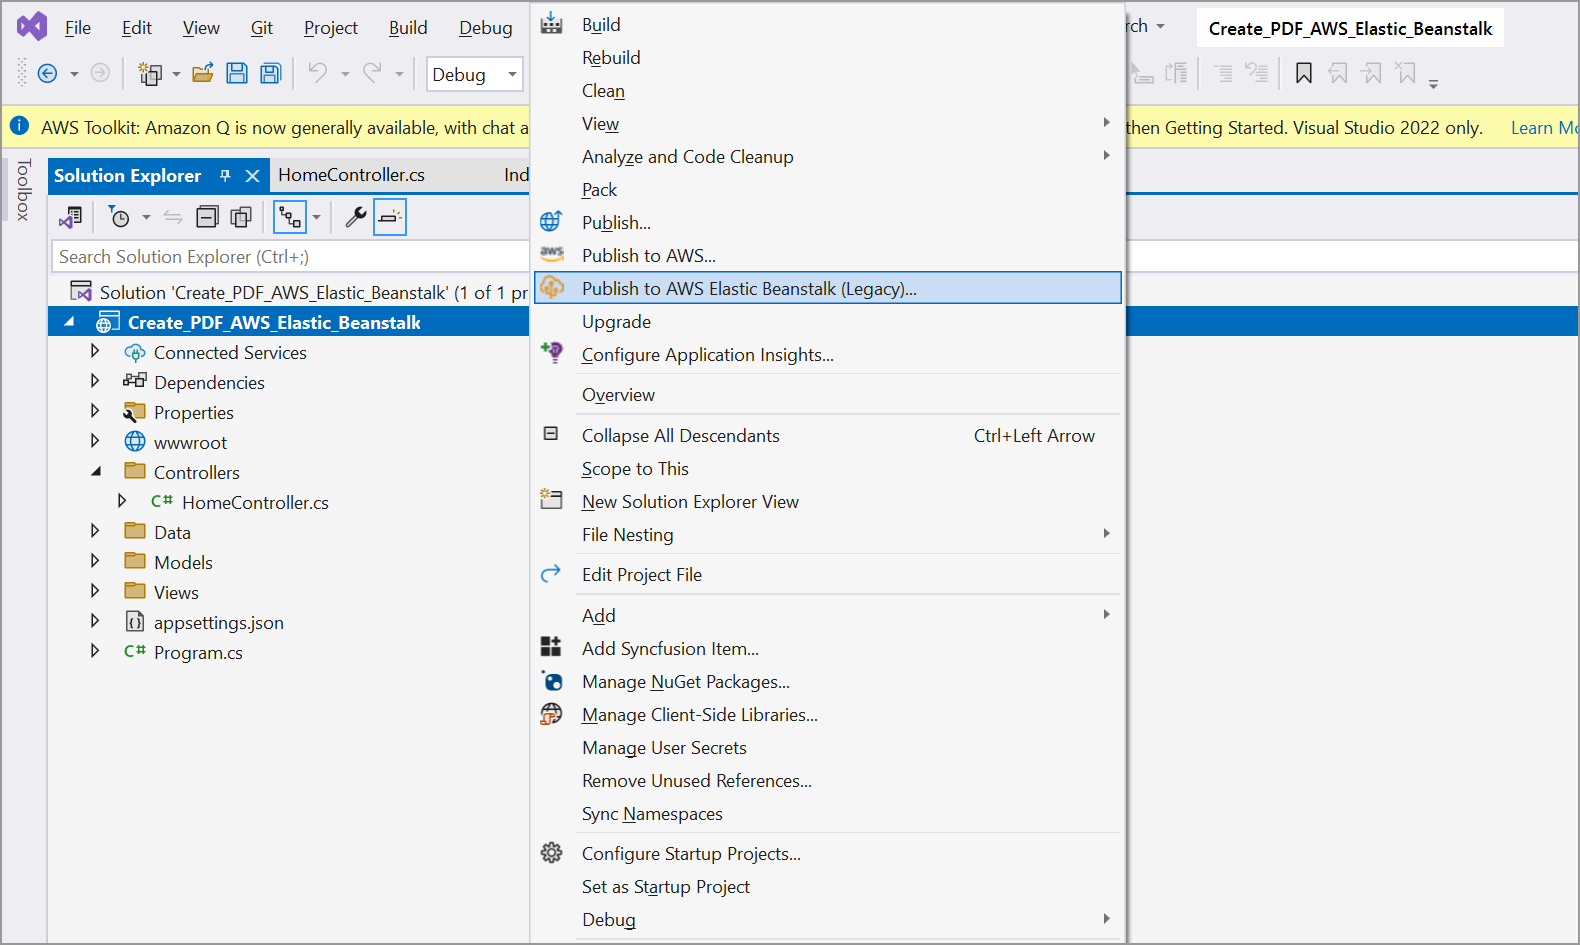 File Edit View Git Project Build Debug rch Create_PDF_AWS_Elastic_Beanstalk
Debug
AWS Toolkit: Amazon Q is now generally available, with chat a then Getting Started. Visual Studio 2022 only. Learn Mo
Toolbox
Solution Explorer HomeController.cs Ind
Search Solution Explorer (Ctrl+;)
Solution 'Create_PDF_AWS_Elastic_Beanstalk' (1 of 1 pr
Create_PDF_AWS_Elastic_Beanstalk
Connected Services
Dependencies
Properties
wwwroot
Controllers
C# HomeController.cs
Data
Models
Views
appsettings.json
C# Program.cs
Build
Rebuild
Clean
View
Analyze and Code Cleanup
Pack
Publish...
aws Publish to AWS...
Publish to AWS Elastic Beanstalk (Legacy)...
Upgrade
Configure Application Insights...
Overview
Collapse All Descendants Ctrl+Left Arrow
Scope to This
New Solution Explorer View
File Nesting
Edit Project File
Add
Add Syncfusion Item...
Manage NuGet Packages...
Manage Client-Side Libraries...
Manage User Secrets
Remove Unused References...
Sync Namespaces
Configure Startup Projects...
Set as Startup Project
Debug